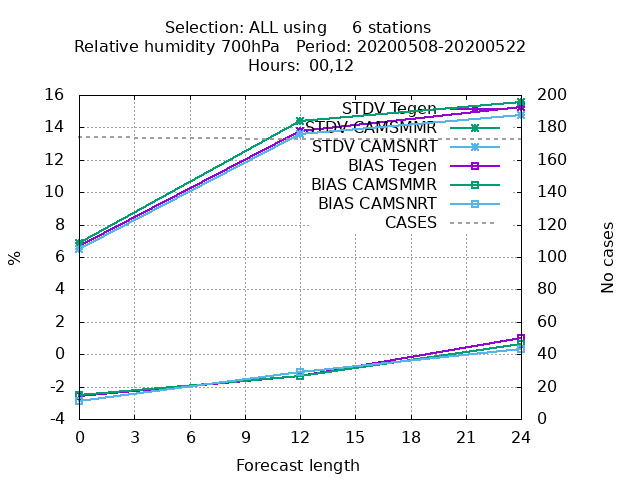 Selection: ALL using     6 stations
Relative humidity 700hPa   Period: 20200508-20200522
Hours: 00,12
16 200
STDV Tegen
14 STDV CAMSMMR 180
STDV CAMSNRT
12 BIAS Tegen 160
BIAS CAMSMMR
10 140
BIAS CAMSNRT
8 CASES 120
6 100
% No cases
4 80
2 60
0 40
-2 20
-4 0
0 3 6 9 12 15 18 21 24
Forecast length